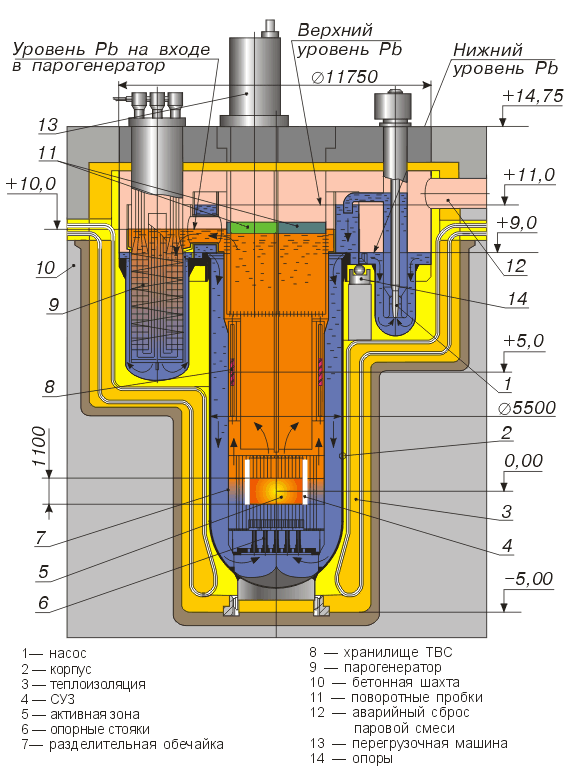 Уровень Pb на входе
в парогенератор
Верхний
уровень Pb
Нижний
уровень Pb
∅11750
+14,75
13
11
+10,0
+11,0
+9,0
10
12
9
14
+5,0
8
1
∅5500
1100
2
0,00
7
3
5
4
6
−5,00
1— насос
2 — корпус
3 — теплоизоляция
4 — СУЗ
5 — активная зона
6 — опорные стояки
7— разделительная обечайка
8 — хранилище ТВС
9 — парогенератор
10 — бетонная шахта
11 — поворотные пробки
12 — аварийный сброс
паровой смеси
13 — перегрузочная машина
14 — опоры